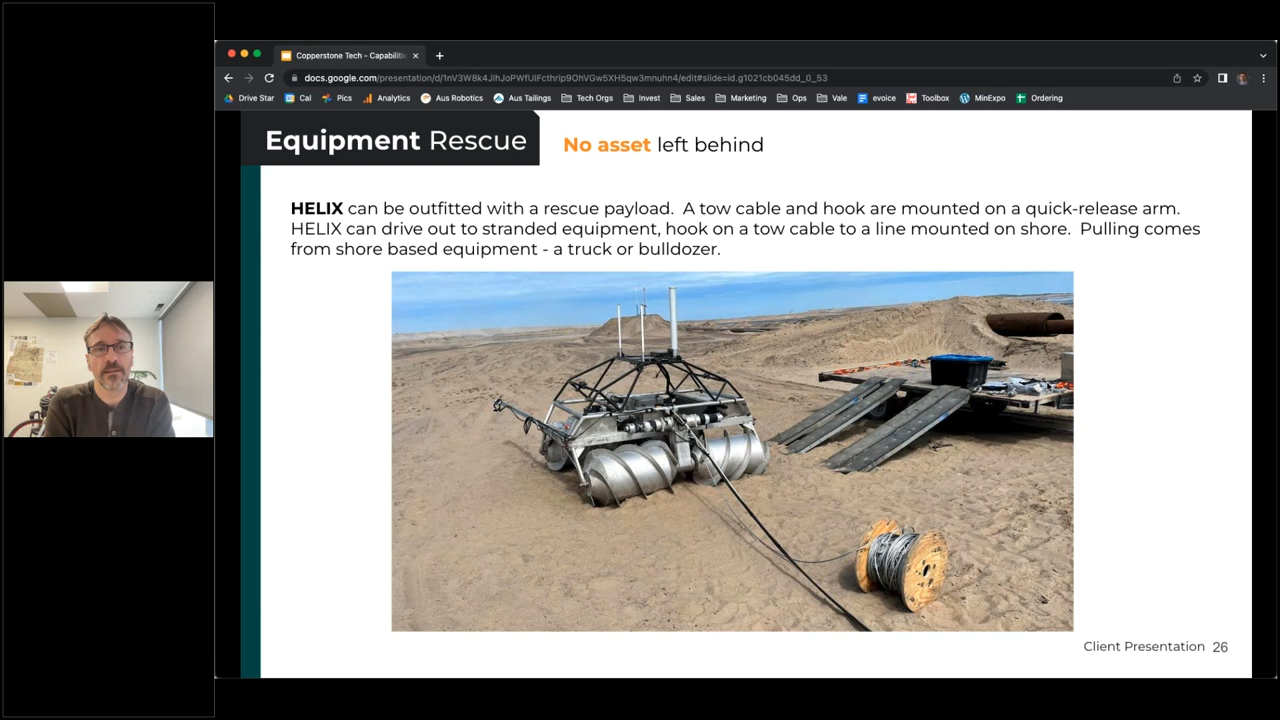 Copperstone Tech - Capabiliti
docs.google.com/presentation/d/1nV3W8k4JlhJoPWfUIFcthrip9OhVGw5XH5qw3mnuhn4/edit#slide=id.g1021cb045dd_0_53
Drive Star Cal Pics Analytics Aus Robotics Aus Tailings Tech Orgs Invest Sales Marketing Ops Vale evoice Toolbox MinExpo Ordering
Equipment Rescue
No asset left behind
HELIX can be outfitted with a rescue payload. A tow cable and hook are mounted on a quick-release arm.
HELIX can drive out to stranded equipment, hook on a tow cable to a line mounted on shore. Pulling comes
from shore based equipment - a truck or bulldozer.
Client Presentation 26